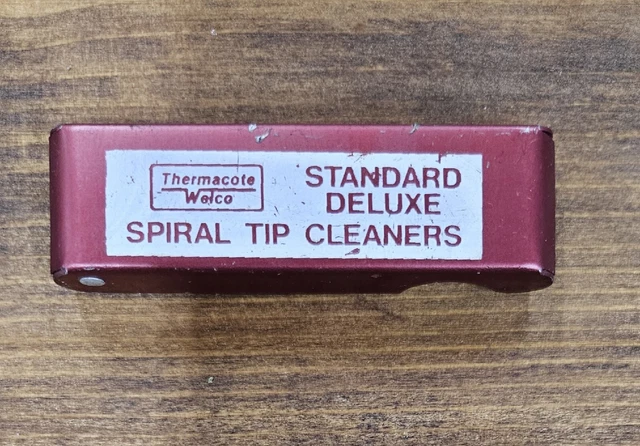 Thermacote
Welco
STANDARD
DELUXE
SPIRAL TIP CLEANERS